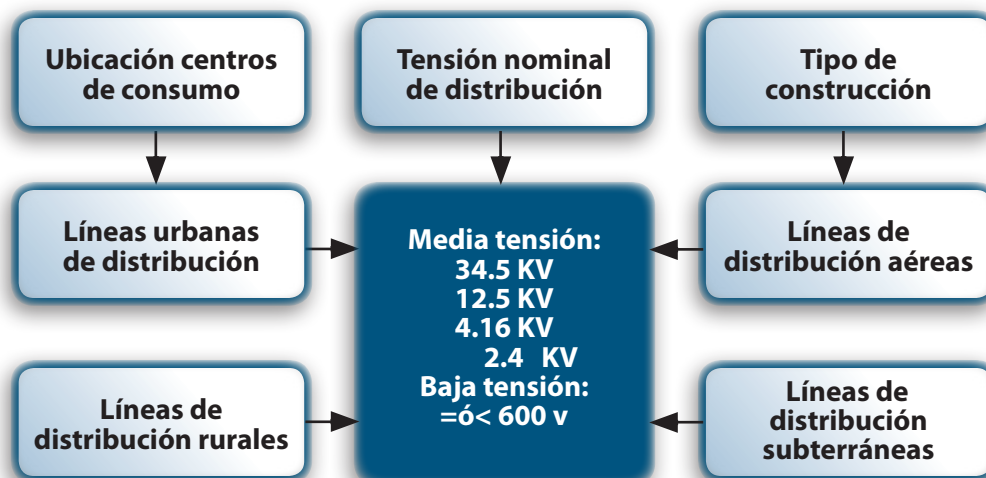 Ubicación centros
de consumo
Tensión nominal
de distribución
Tipo de
construcción
Líneas urbanas
de distribución
Media tensión:
34.5 KV
12.5 KV
4.16 KV
2.4 KV
Baja tensión:
=ó< 600 v
Líneas de
distribución aéreas
Líneas de
distribución rurales
Líneas de
distribución
subterráneas